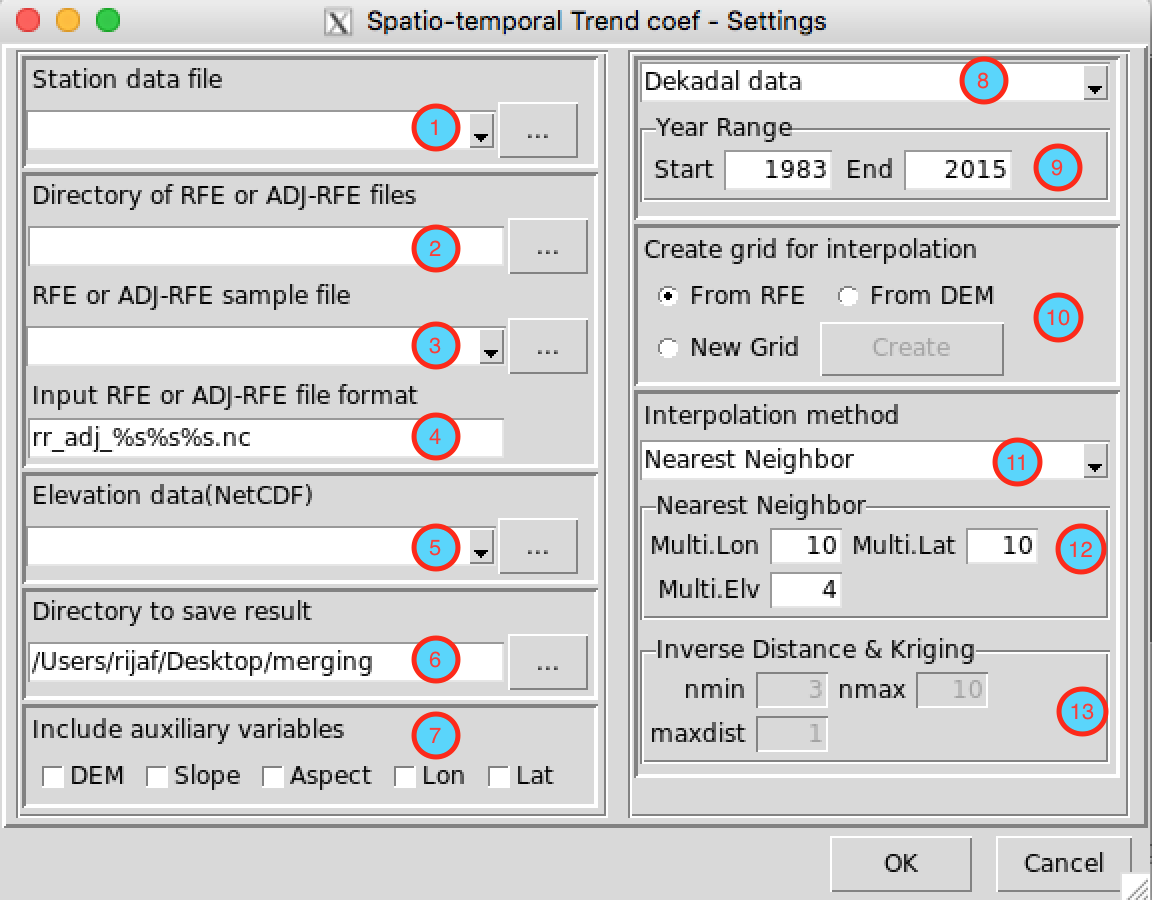 Spatio-temporal Trend coef - Settings
Station data file
1
...
Directory of RFE or ADJ-RFE files
2
...
RFE or ADJ-RFE sample file
3
...
Input RFE or ADJ-RFE file format
rr_adj_%s%s%s.nc
4
Elevation data(NetCDF)
5
...
Directory to save result
/Users/rijaf/Desktop/merging
6
...
Include auxiliary variables
7
DEM Slope Aspect Lon Lat
Dekadal data
8
Year Range
Start 1983 End 2015
9
Create grid for interpolation
From RFE From DEM
10
New Grid Create
Interpolation method
Nearest Neighbor
11
Nearest Neighbor
Multi.Lon 10 Multi.Lat 10
12
Multi.Elv 4
Inverse Distance & Kriging
nmin 3 nmax 10
13
maxdist 1
OK Cancel